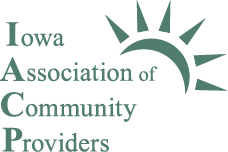 Iowa
Association of
Community
Providers